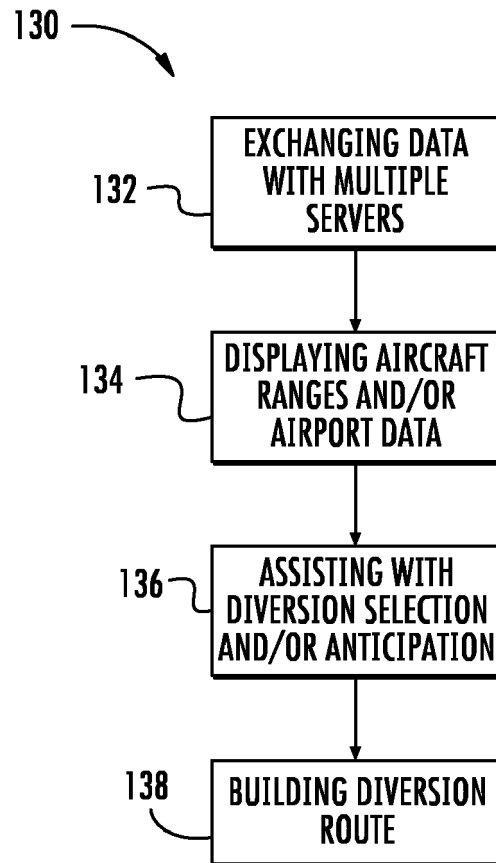 130
132
EXCHANGING DATA
WITH MULTIPLE
SERVERS
134
DISPLAYING AIRCRAFT
RANGES AND/OR
AIRPORT DATA
136
ASSISTING WITH
DIVERSION SELECTION
AND/OR ANTICIPATION
138
BUILDING DIVERSION
ROUTE